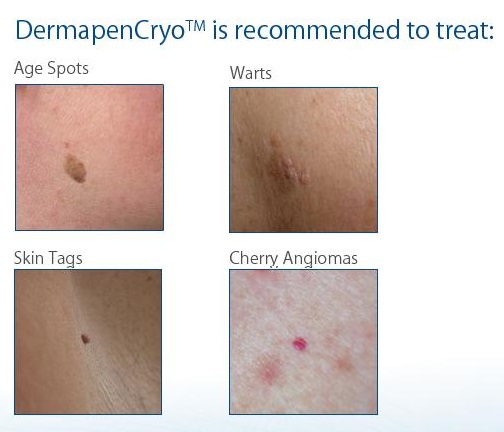 DermapenCryo™ is recommended to treat:
Age Spots
Warts
Skin Tags
Cherry Angiomas